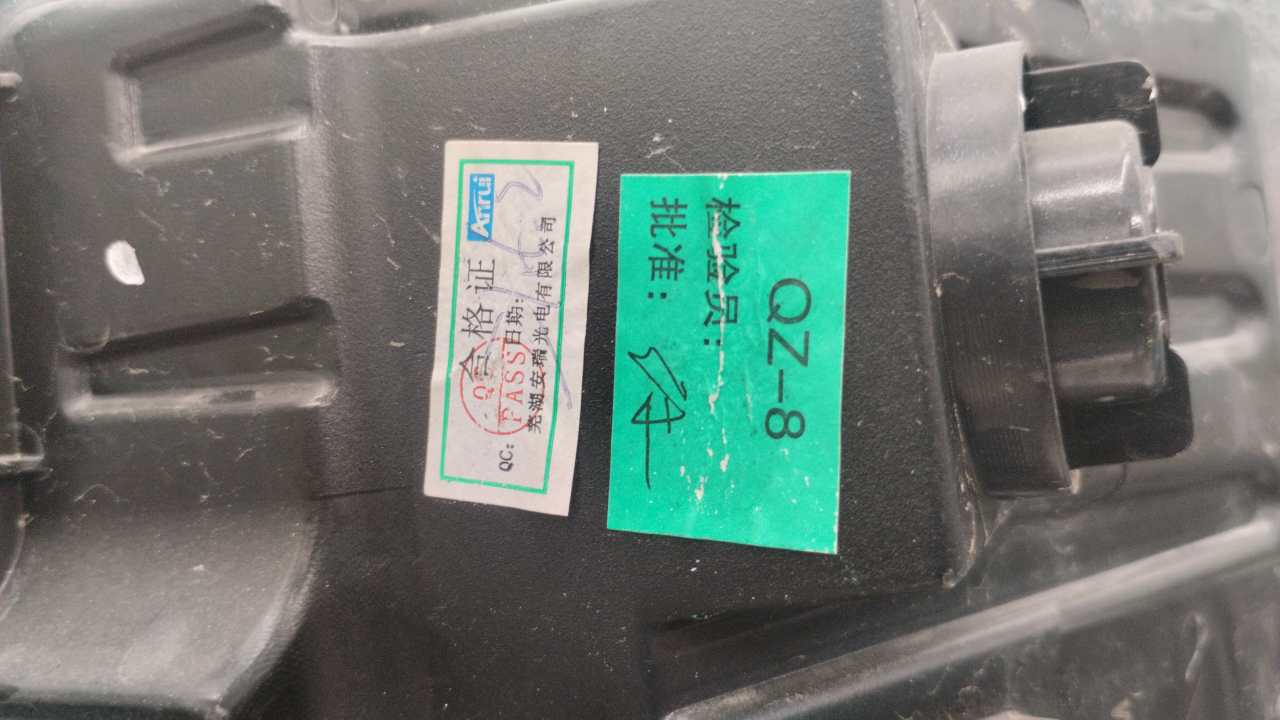 Anrui
合格证
QC PASS
日期:
QC:
芜湖安瑞光电有限公司
QZ-8
检验员:
批准: